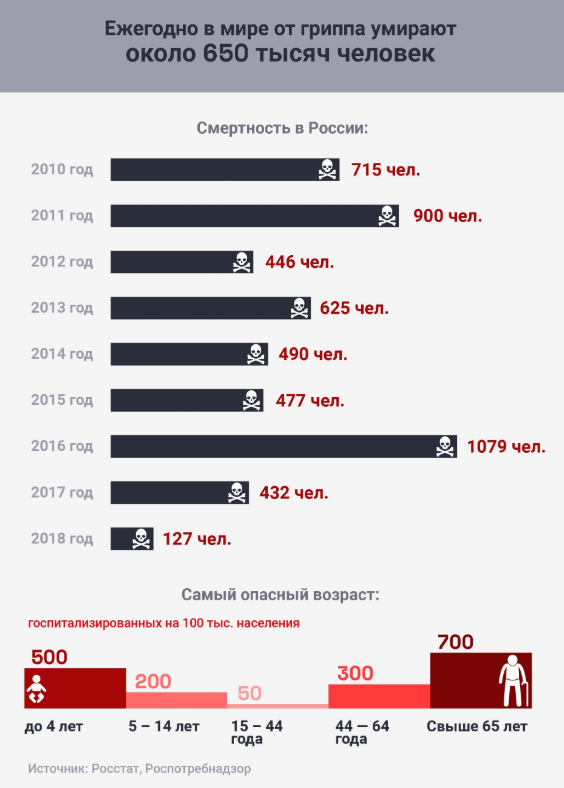 Ежегодно в мире от гриппа умирают
около 650 тысяч человек
Смертность в России:
2010 год 715 чел.
2011 год 900 чел.
2012 год 446 чел.
2013 год 625 чел.
2014 год 490 чел.
2015 год 477 чел.
2016 год 1079 чел.
2017 год 432 чел.
2018 год 127 чел.
Самый опасный возраст:
госпитализированных на 100 тыс. населения
500 200 50 300 700
до 4 лет 5 – 14 лет 15 – 44 44 — 64 Свыше 65 лет
года года
Источник: Росстат, Роспотребнадзор